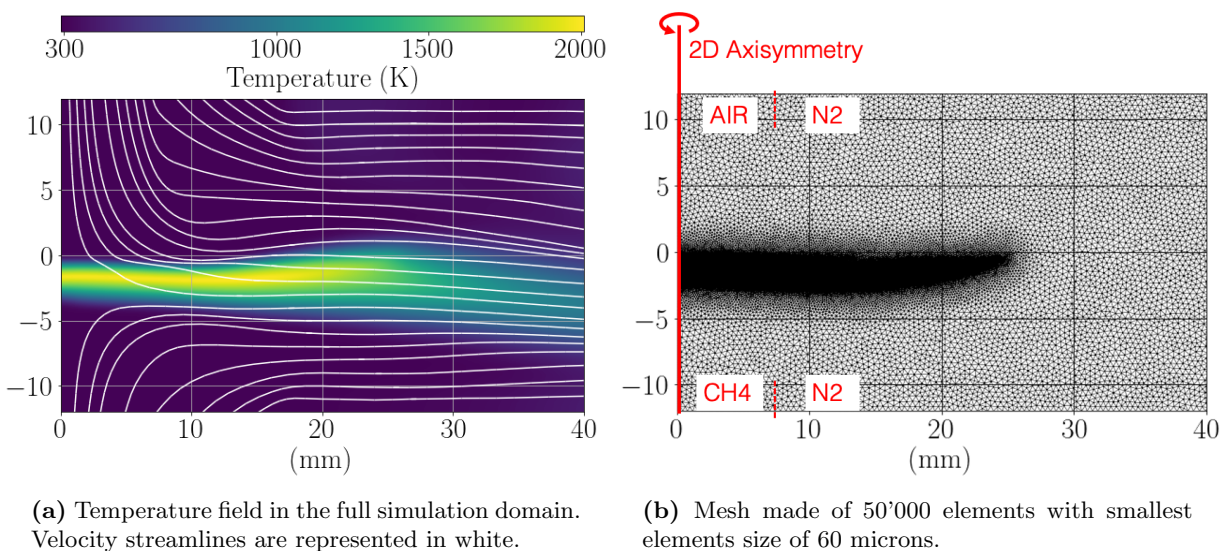 300 1000 1500 2000
Temperature (K)
10
5
0
−5
−10
0 10 20 30 40
(mm)
(a) Temperature field in the full simulation domain.
Velocity streamlines are represented in white.
2D Axisymmetry
AIR N2
10
5
0
−5
−10
CH4 N2
0 10 20 30 40
(mm)
(b) Mesh made of 50'000 elements with smallest
elements size of 60 microns.